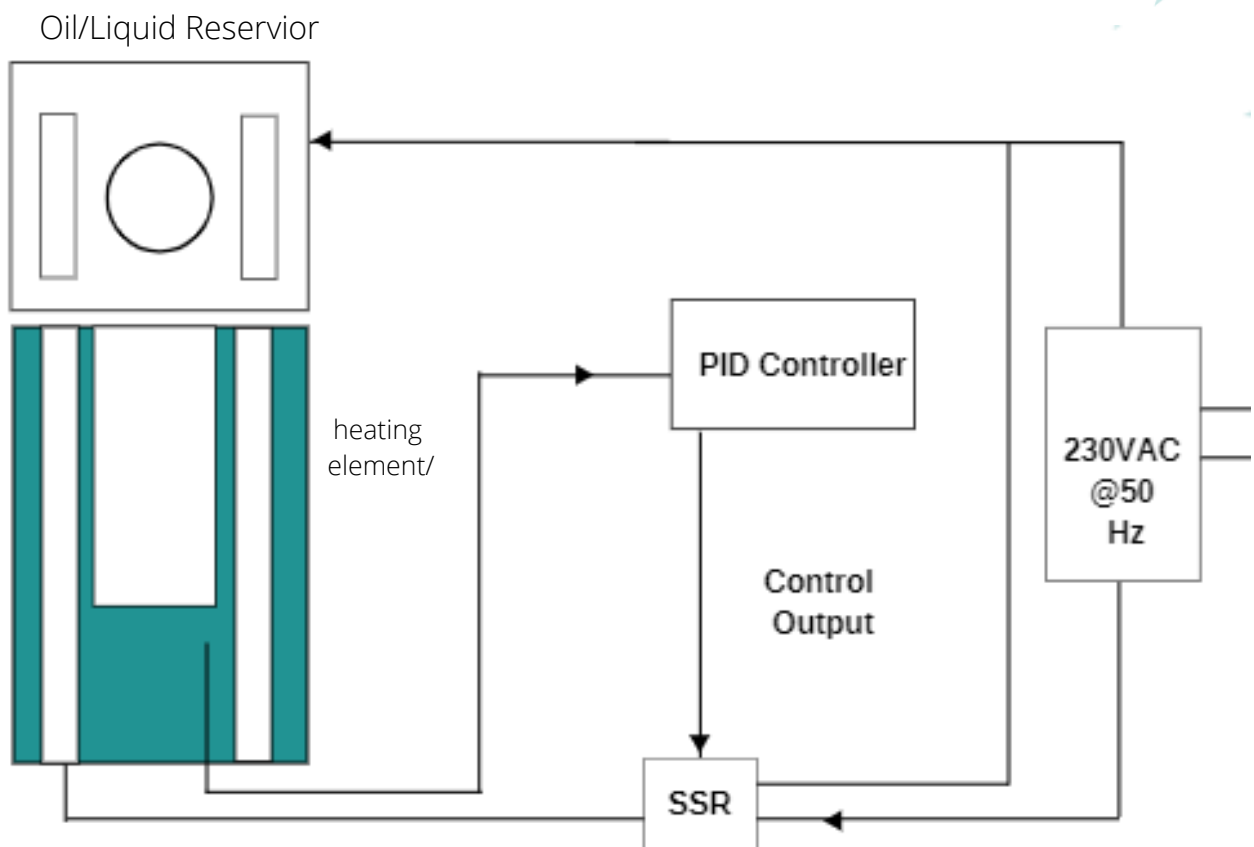 Oil/Liquid Reservior
heating
element/
PID Controller
230VAC
@50
Hz
Control
Output
SSR